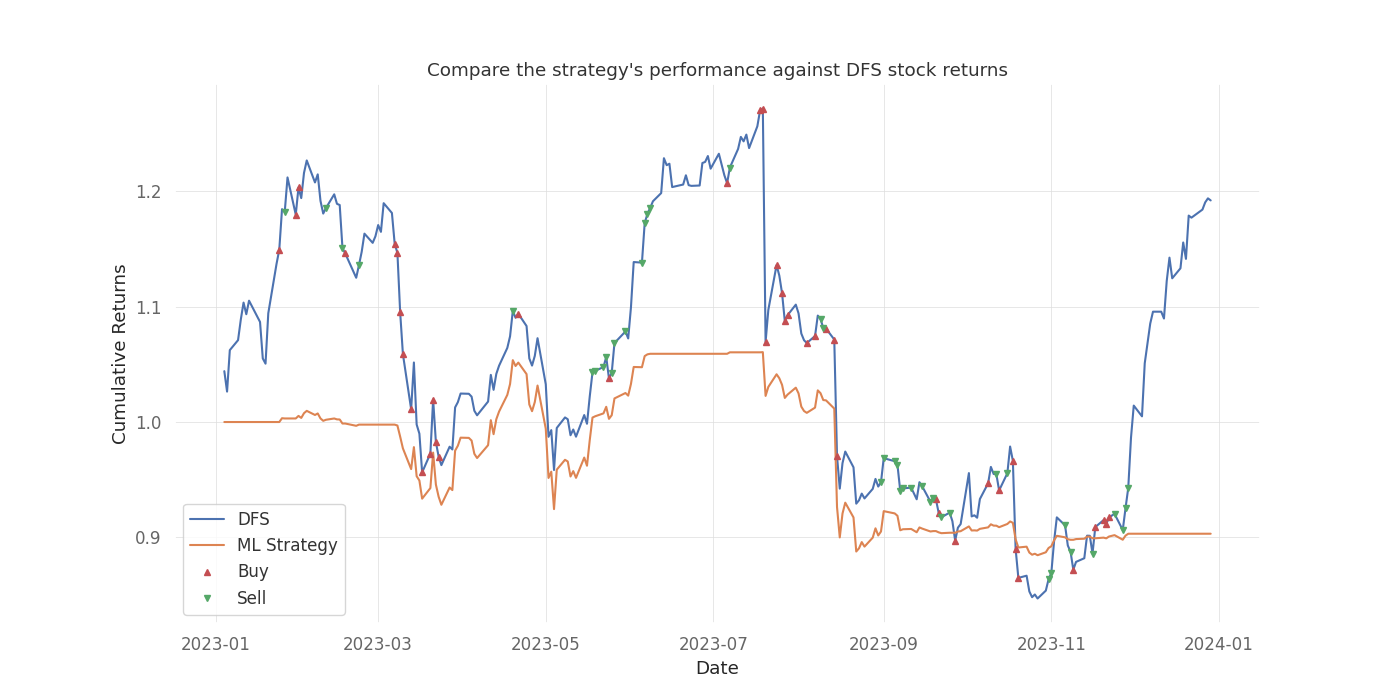 Compare the strategy's performance against DFS stock returns
Cumulative Returns
1.2
1.1
1.0
0.9
DFS
ML Strategy
Buy
Sell
2023-01
2023-03
2023-05
2023-07
2023-09
2023-11
2024-01
Date